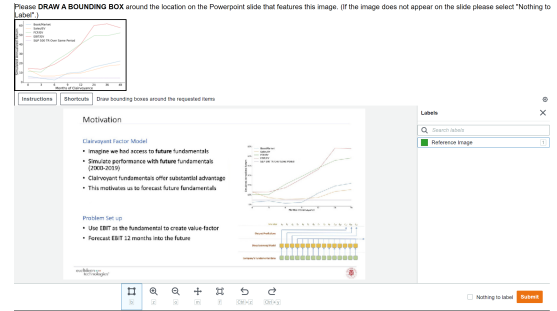 Please DRAW A BOUNDING BOX around the location on the Powerpoint slide that features this image. (If the image does not appear on the slide please select "Nothing to
Label".)
Months of Clairvoyance
Instructions
Shortcuts
Draw bounding boxes around the requested items
Motivation
Clairvoyant Factor Model
• Imagine we had access to future fundamentals
• Simulate performance with future fundamentals
(2000-2019)
• Clairvoyant fundamentals offer substantial advantage
• This motivates us to forecast future fundamentals
Problem Set up
• Use EBIT as the fundamental to create value-factor
• Forecast EBIT 12 months into the future
Labels
Search labels
Reference Image
1
Nothing to label
Submit